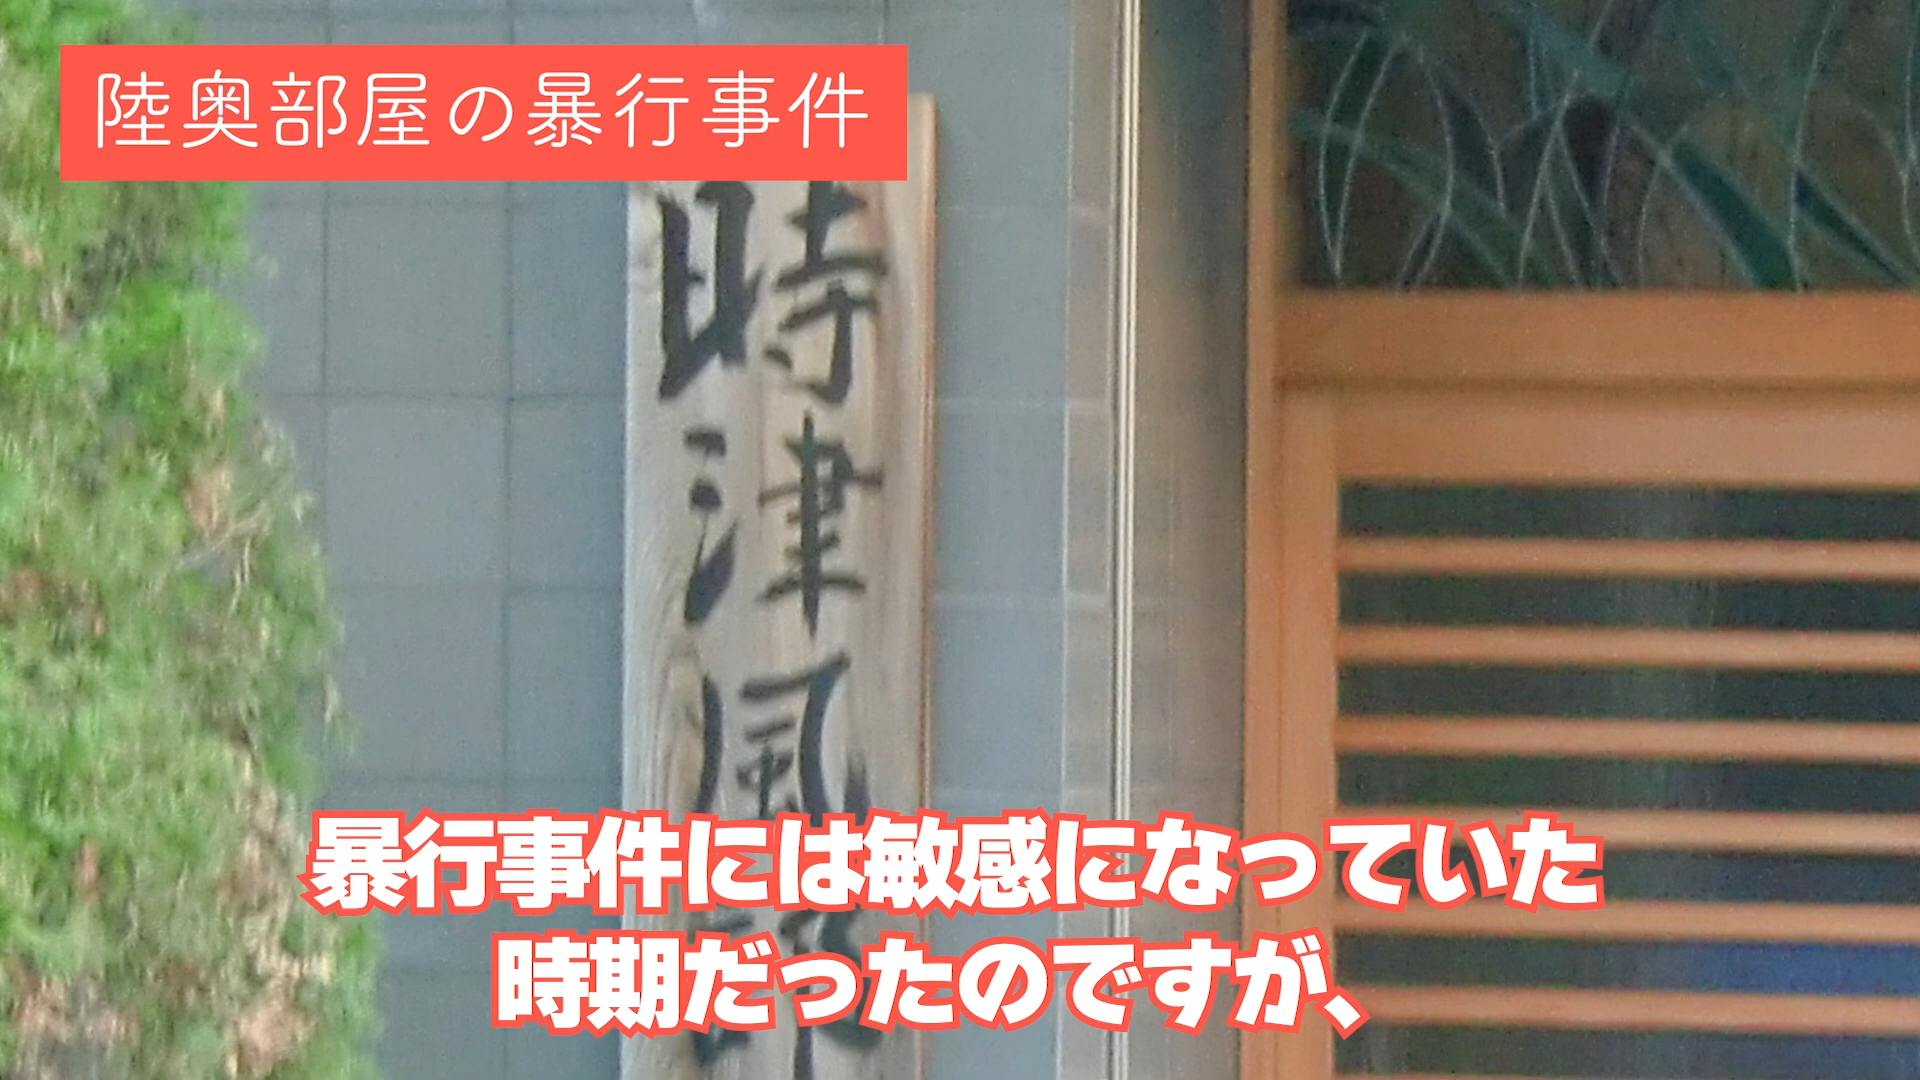 陸奥部屋の暴行事件
時津風部
暴行事件には敏感になっていた
時期だったのですが、